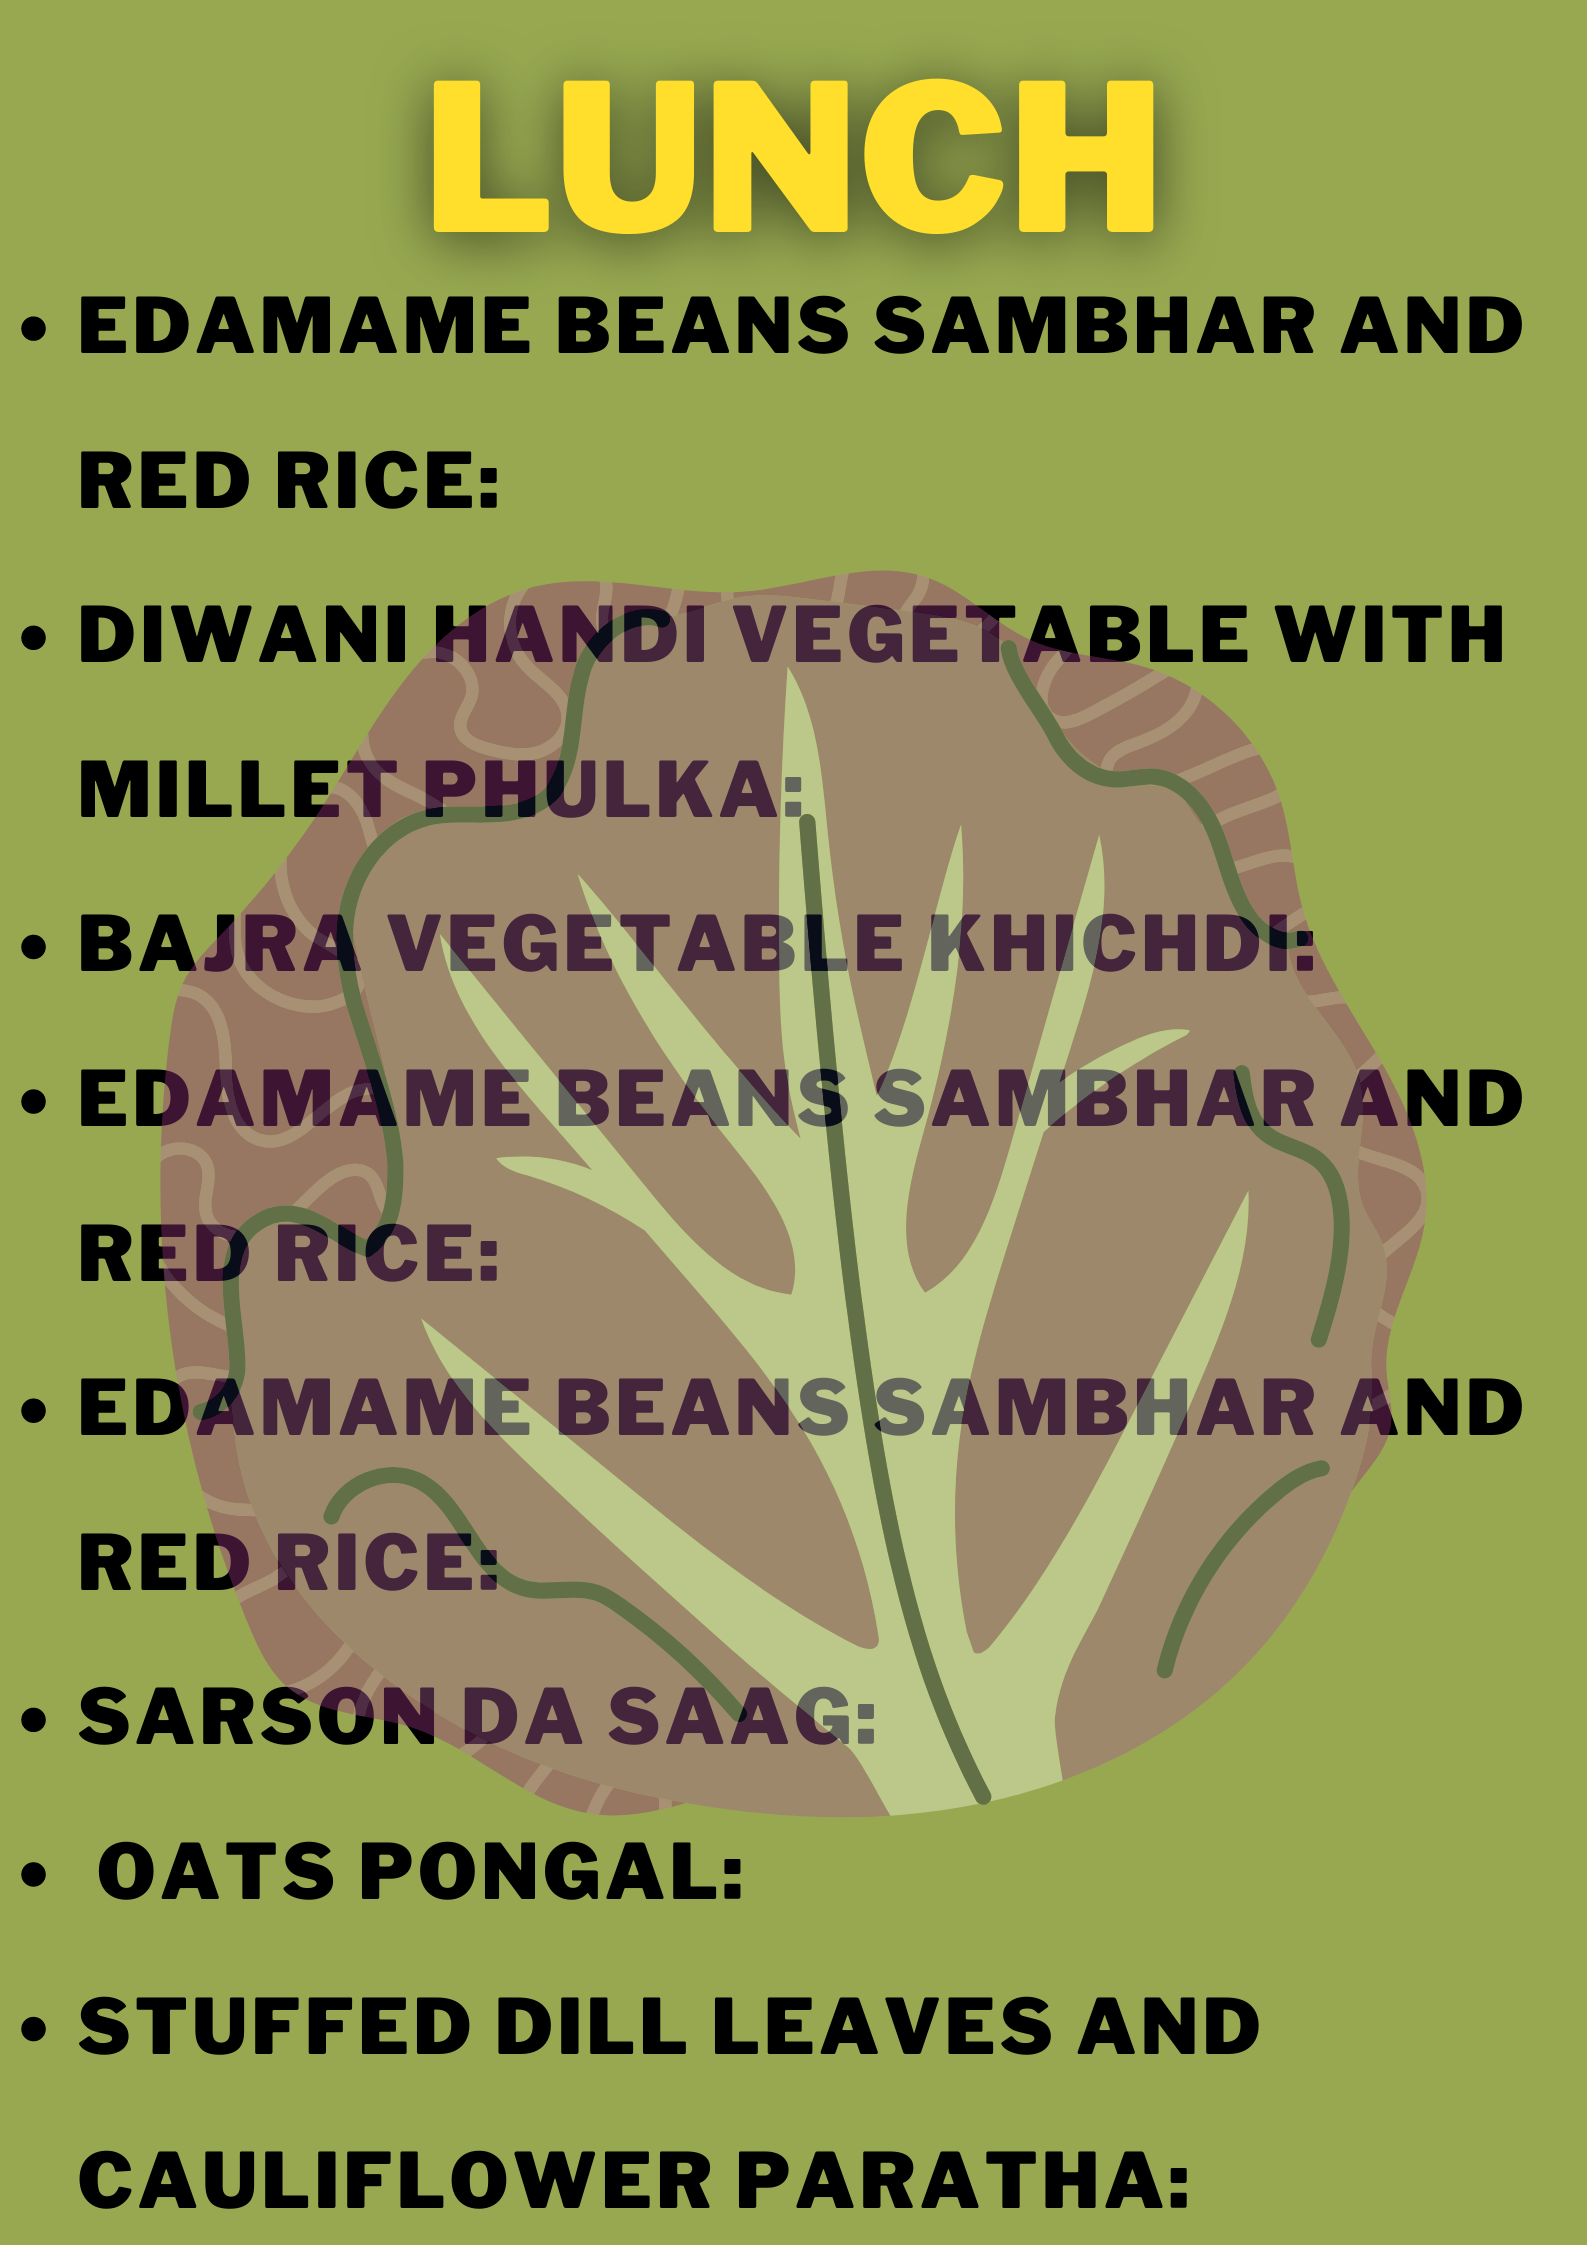 LUNCH
• EDAMAME BEANS SAMBHAR AND
RED RICE:
• DIWANI HANDI VEGETABLE WITH
MILLET PHULKA:
• BAJRA VEGETABLE KHICHDI:
• EDAMAME BEANS SAMBHAR AND
RED RICE:
• EDAMAME BEANS SAMBHAR AND
RED RICE:
• SARSON DA SAAG:
• OATS PONGAL:
• STUFFED DILL LEAVES AND
CAULIFLOWER PARATHA: